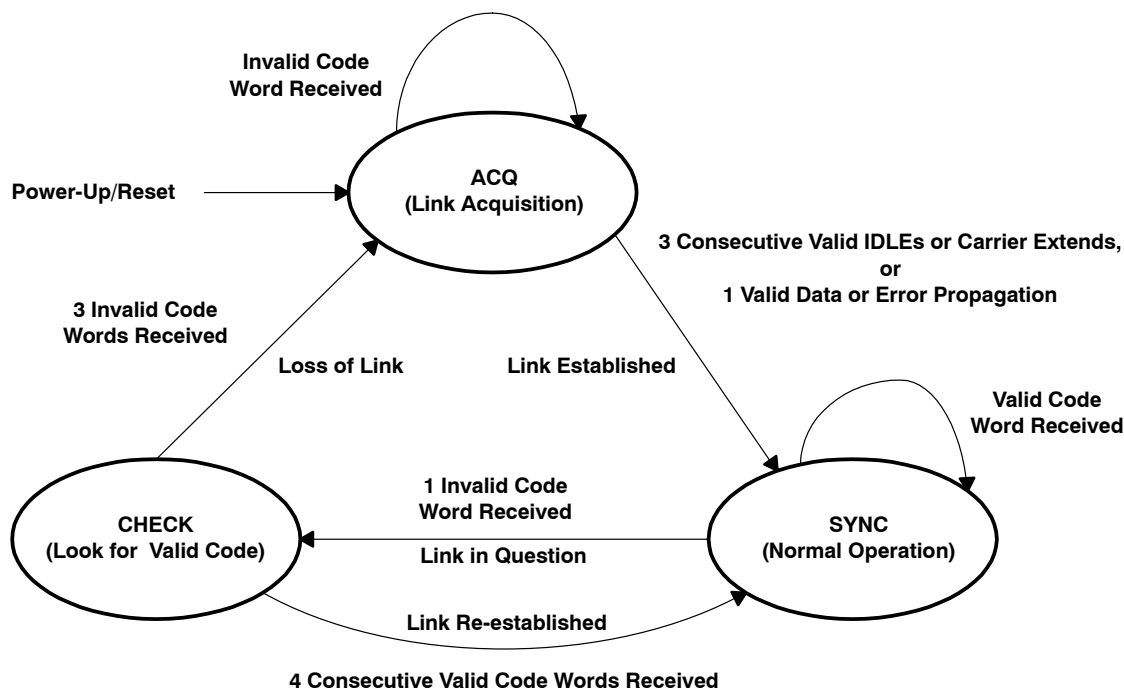 Invalid Code
Word Received
ACQ
(Link Acquisition)
Power-Up/Reset
3 Consecutive Valid IDLEs or Carrier Extends,
or
1 Valid Data or Error Propagation
3 Invalid Code
Words Received
Loss of Link
Link Established
Valid Code
Word Received
1 Invalid Code
Word Received
CHECK
(Look for  Valid Code)
SYNC
(Normal Operation)
Link in Question
Link Re-established
4 Consecutive Valid Code Words Received